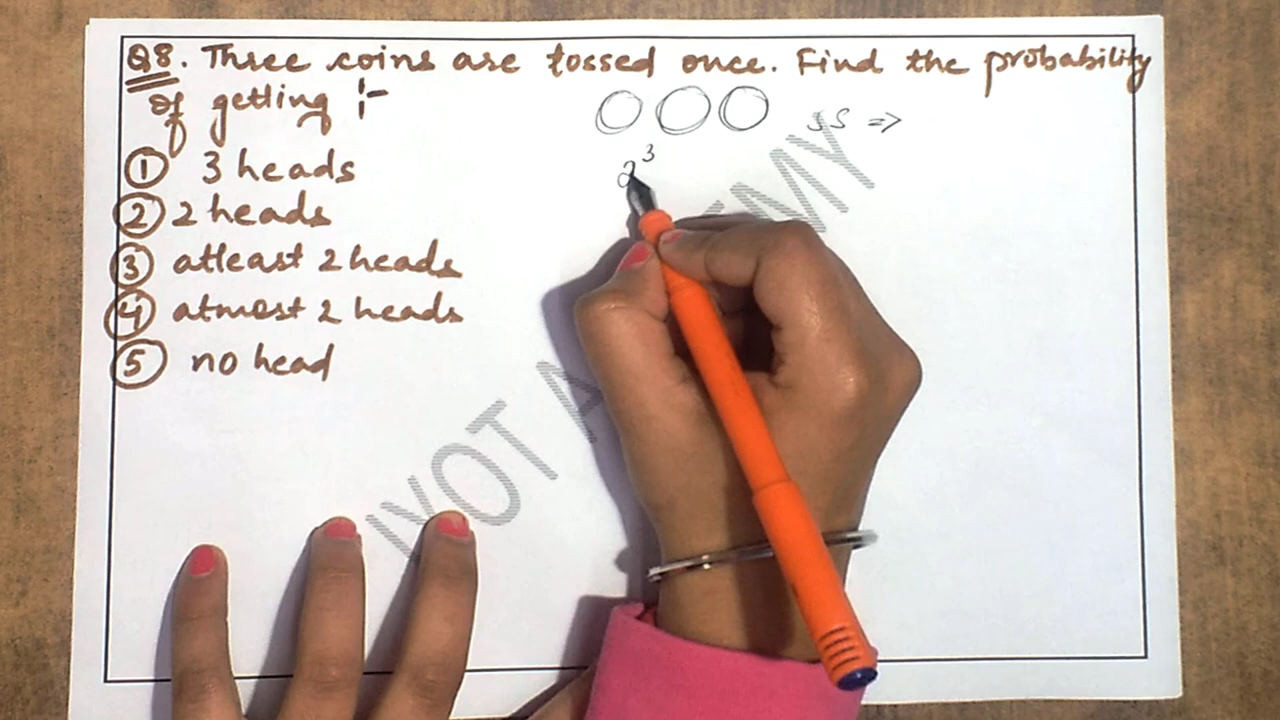 Q8. Three coins are tossed once. Find the probability
of getting :-
SS =>
2³
① 3 heads
② 2 heads
③ atleast 2 heads
④ atmost 2 heads
⑤ no head